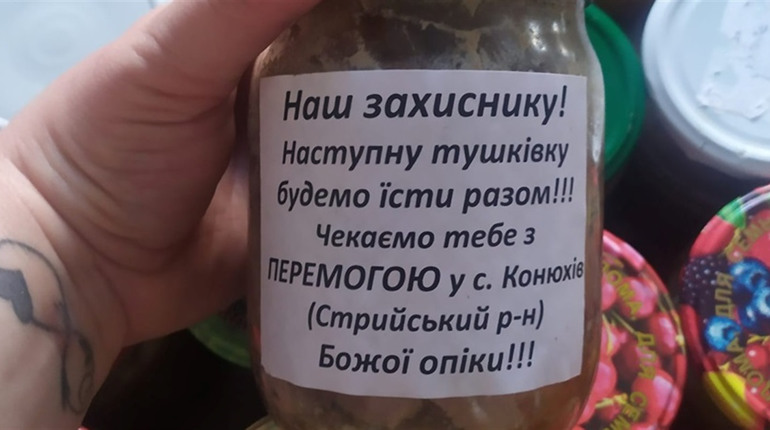 Наш захиснику!
Наступну тушківку
будемо їсти разом!!!
Чекаємо тебе з
ПЕРЕМОГОЮ у с. Конюхів
(Стрийський р-н)
Божої опіки!!!